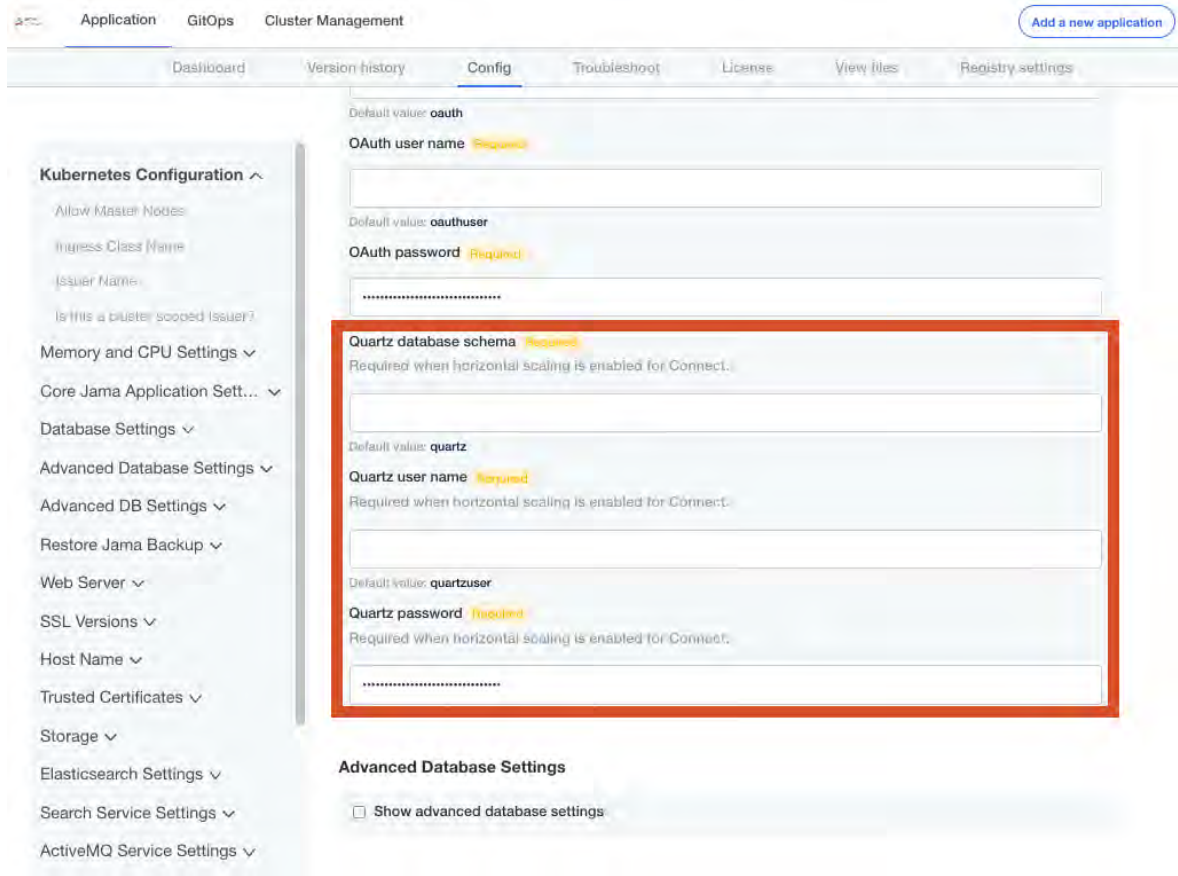 Application GitOps Cluster Management Add a new application
Dashboard Version history Config Troubleshoot License View files Registry settings
Default value: oauth
OAuth user name Required
Kubernetes Configuration
Allow Master Nodes
Default value: oauthuser
Ingress Class Name
OAuth password Required
Issuer Name
Is this a cluster scoped Issuer?
Quartz database schema Required
Memory and CPU Settings
Required when horizontal scaling is enabled for Connect.
Core Jama Application Sett...
Database Settings
Default value: quartz
Advanced Database Settings
Quartz user name Required
Required when horizontal scaling is enabled for Connect.
Advanced DB Settings
Restore Jama Backup
Web Server
Default value: quartzuser
Quartz password Required
SSL Versions
Required when horizontal scaling is enabled for Connect.
Host Name
Trusted Certificates
Storage
Advanced Database Settings
Elasticsearch Settings
Search Service Settings
Show advanced database settings
ActiveMQ Service Settings